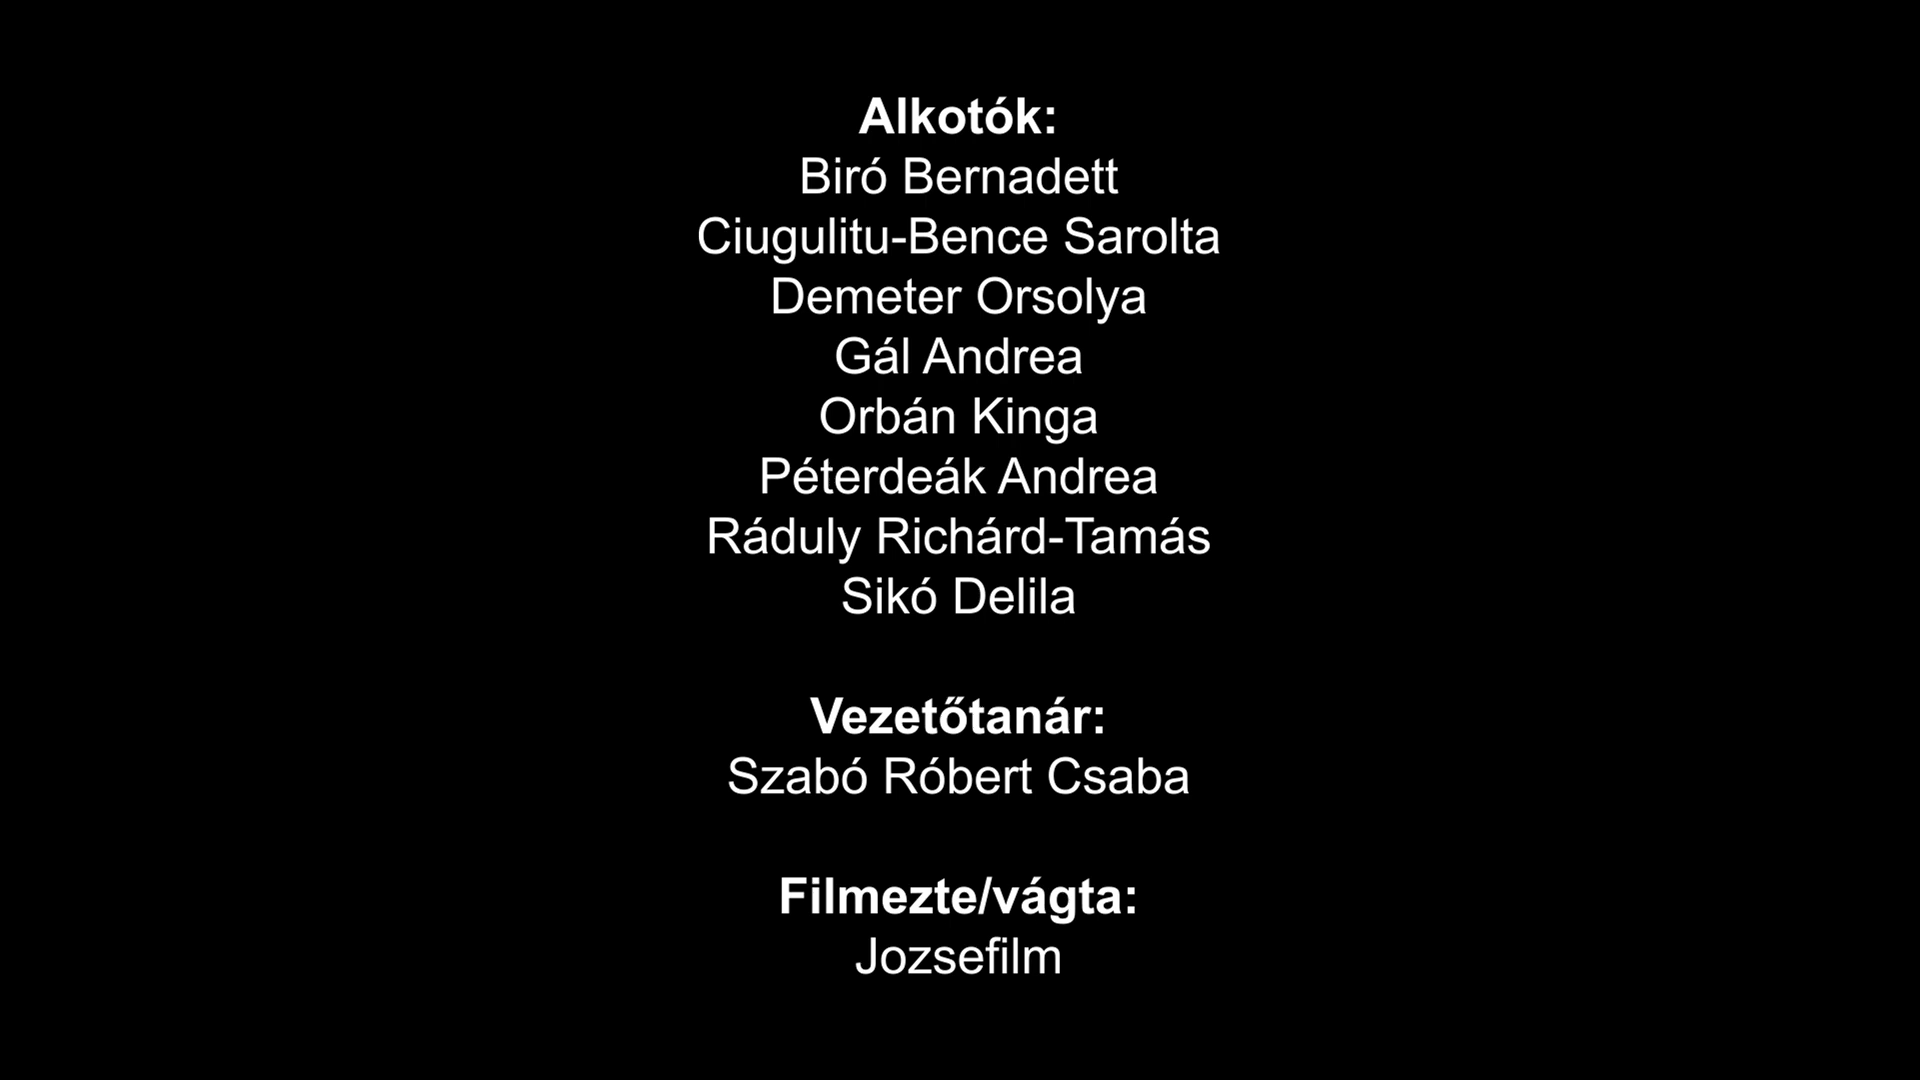 Alkotók:
Biró Bernadett
Ciugulitu-Bence Sarolta
Demeter Orsolya
Gál Andrea
Orbán Kinga
Péterdeák Andrea
Ráduly Richárd-Tamás
Sikó Delila
Vezetőtanár:
Szabó Róbert Csaba
Filmezte/vágta:
Jozsefilm